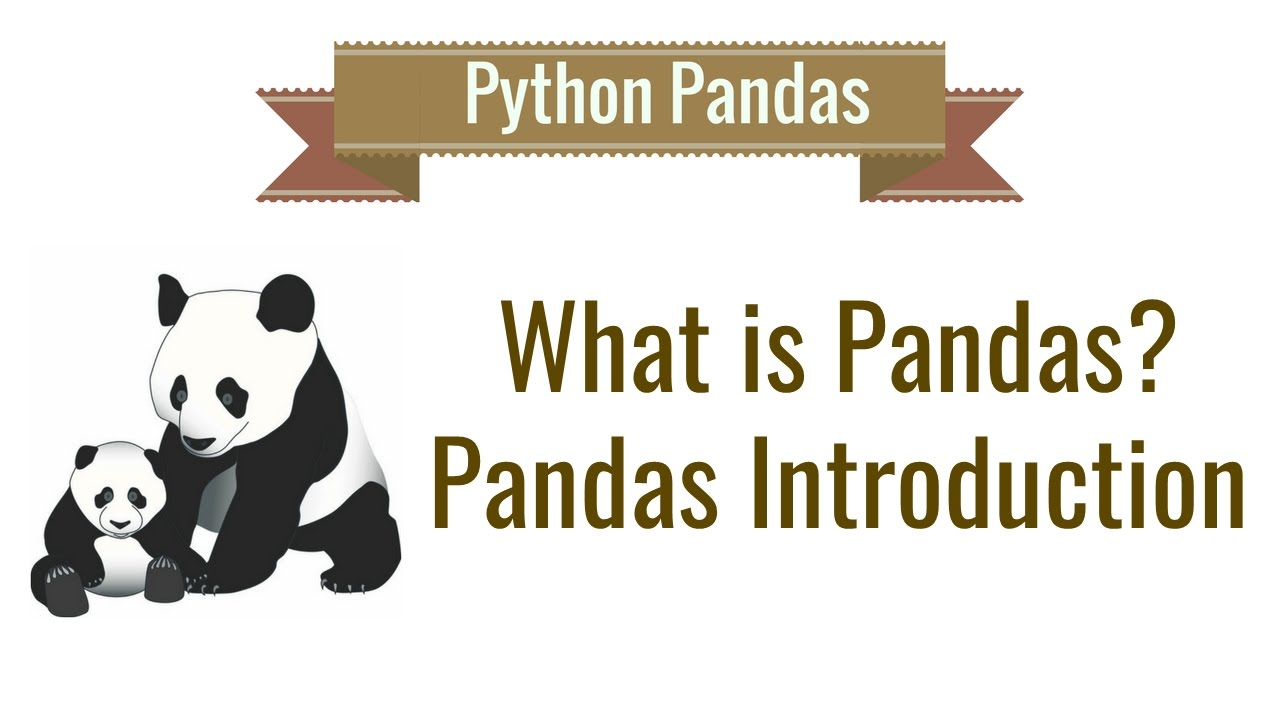 Python Pandas
What is Pandas?
Pandas Introduction